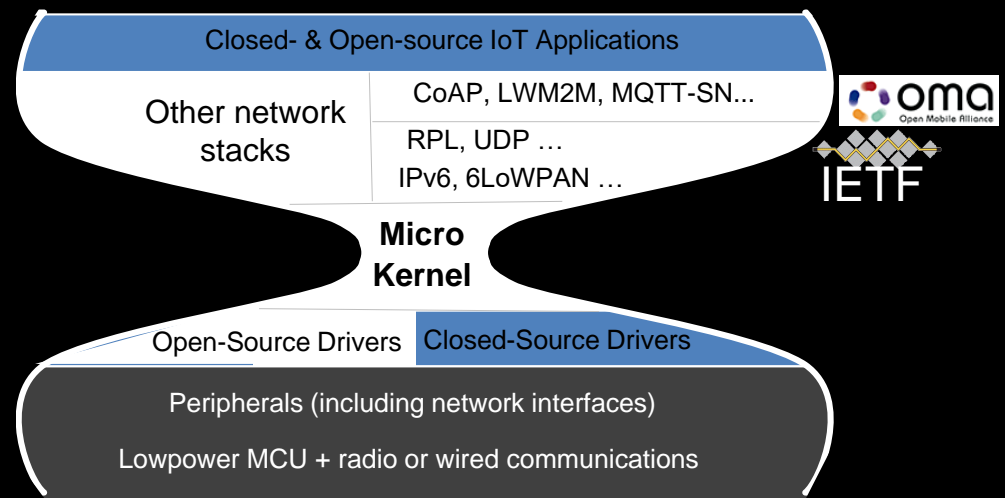 Closed- & Open-source IoT Applications
Other network
stacks
CoAP, LWM2M, MQTT-SN...
RPL, UDP …
IPv6, 6LoWPAN …
oma
Open Mobile Alliance
IETF
Micro
Kernel
Open-Source Drivers
Closed-Source Drivers
Peripherals (including network interfaces)
Lowpower MCU + radio or wired communications